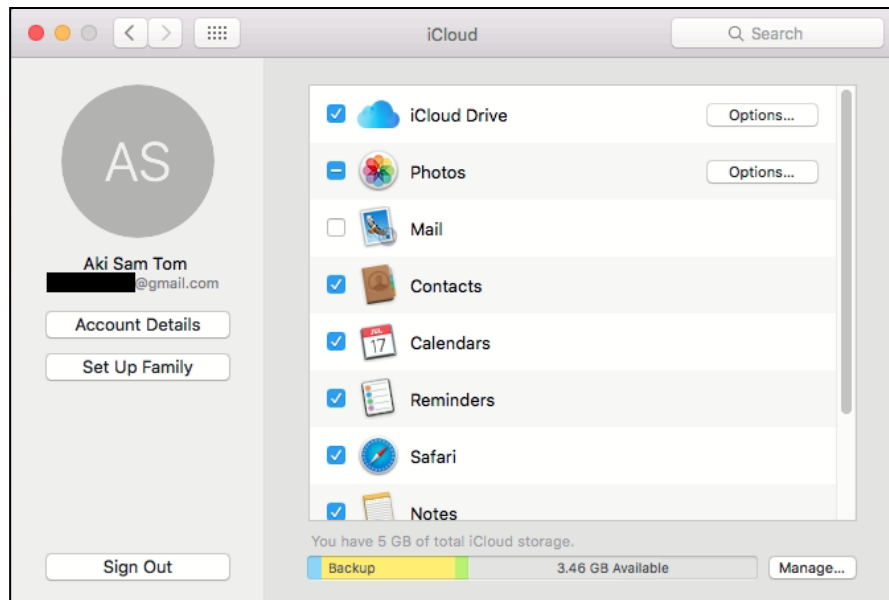 iCloud
Search
AS
Aki Sam Tom
@gmail.com
Account Details
Set Up Family
Sign Out
iCloud Drive Options...
Photos Options...
Mail
Contacts
JUL
17
Calendars
Reminders
Safari
Notes
You have 5 GB of total iCloud storage.
Backup 3.46 GB Available Manage...